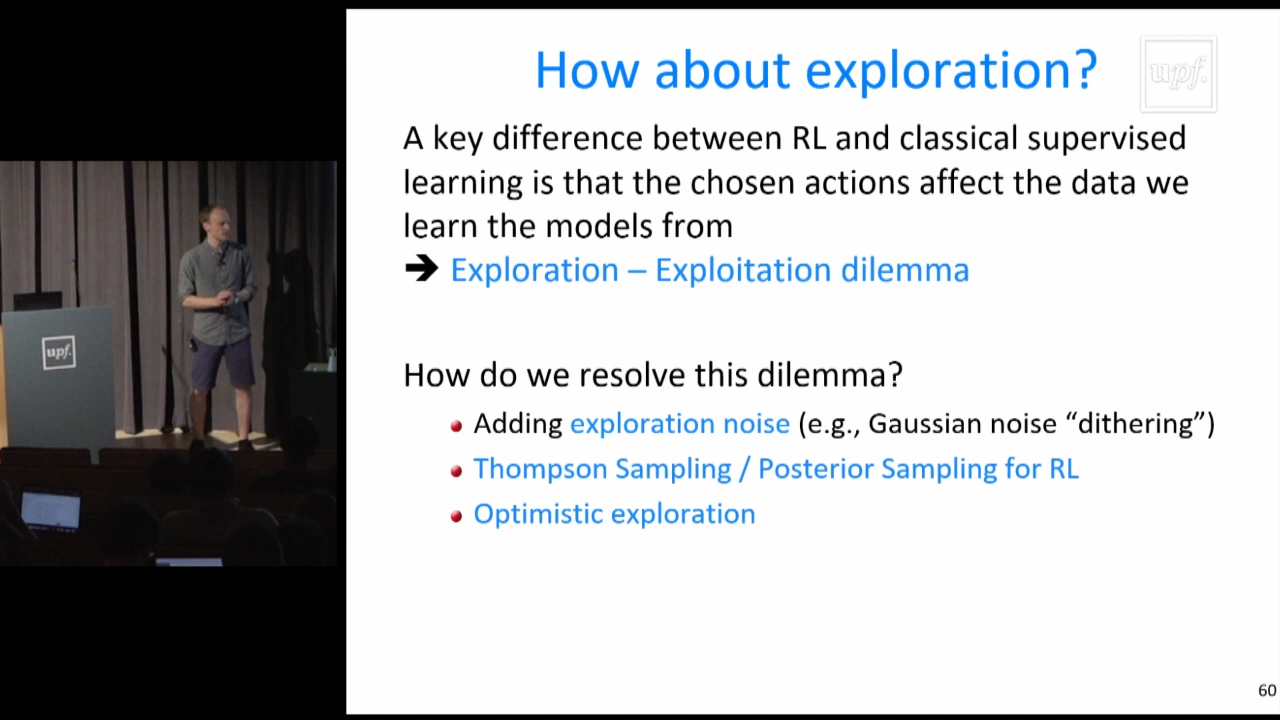 How about exploration?
upf.
A key difference between RL and classical supervised
learning is that the chosen actions affect the data we
learn the models from
➔ Exploration – Exploitation dilemma
How do we resolve this dilemma?
• Adding exploration noise (e.g., Gaussian noise “dithering”)
• Thompson Sampling / Posterior Sampling for RL
• Optimistic exploration
60
upf.